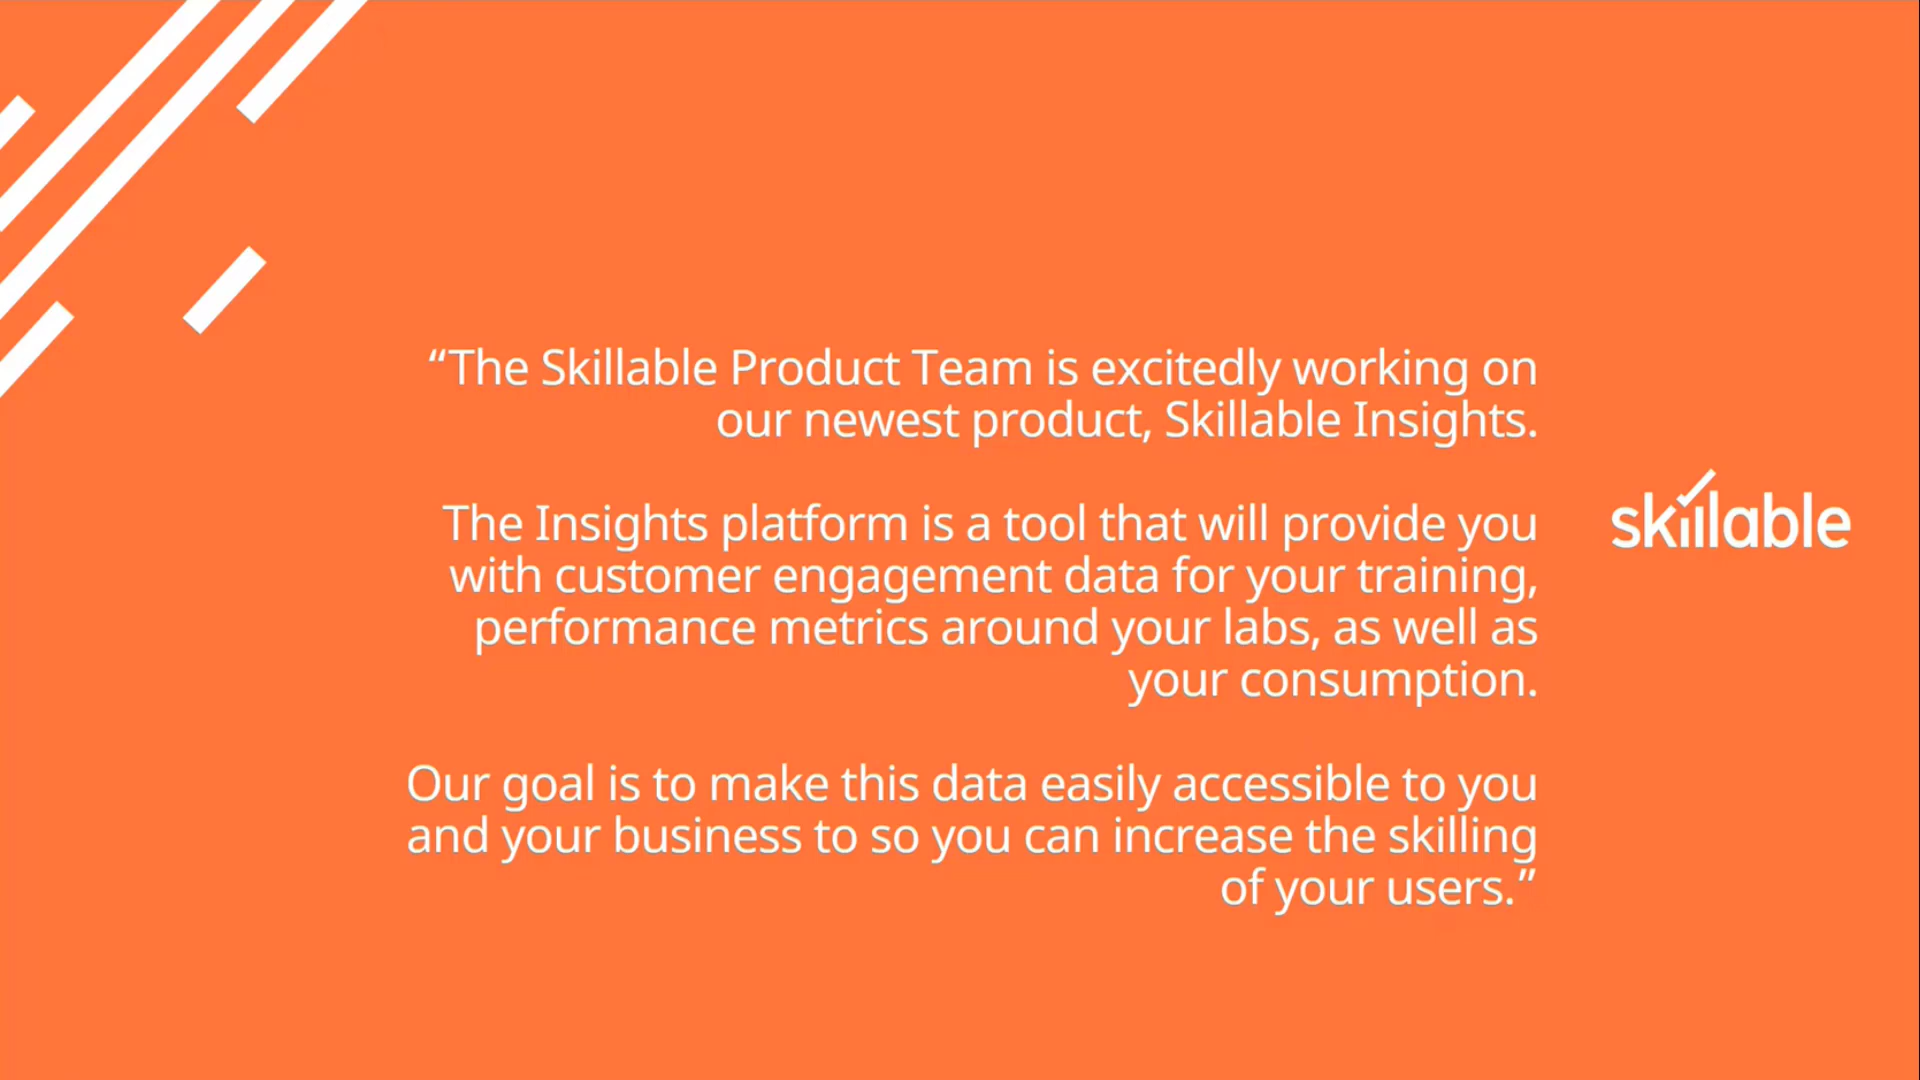 “The Skillable Product Team is excitedly working on
our newest product, Skillable Insights.
The Insights platform is a tool that will provide you
with customer engagement data for your training,
performance metrics around your labs, as well as
your consumption.
Our goal is to make this data easily accessible to you
and your business to so you can increase the skilling
of your users.”
skillable